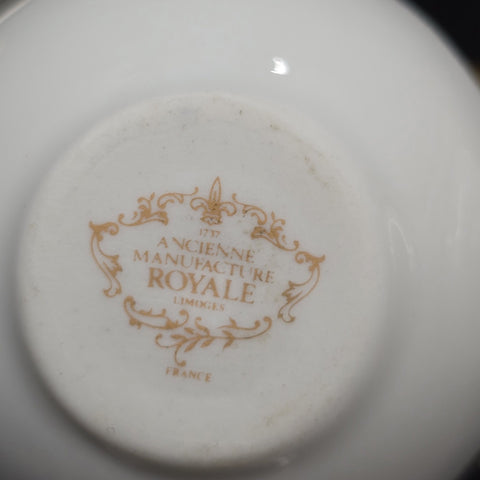 1737
ANCIENNE
MANUFACTURE
ROYALE
LIMOGES
FRANCE